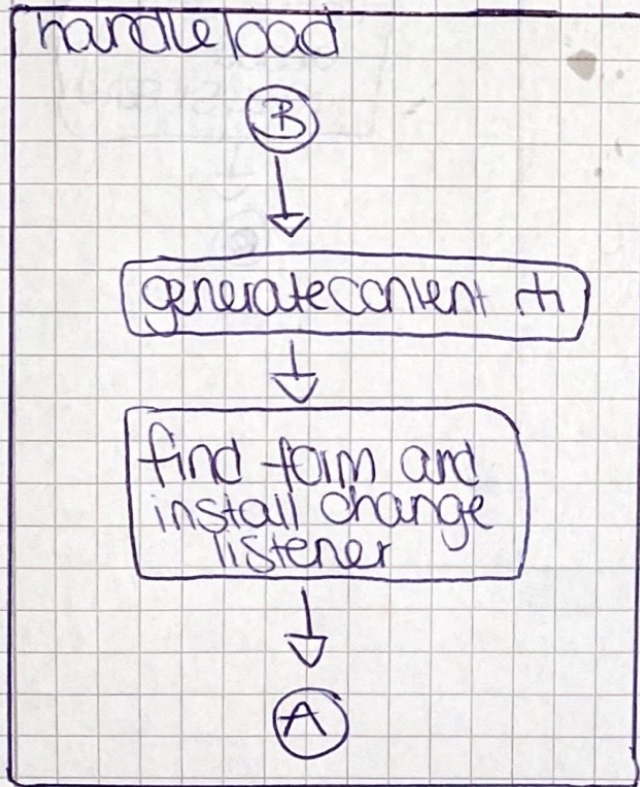 handleload
B
generatecontent
find form and
install change
listener
A